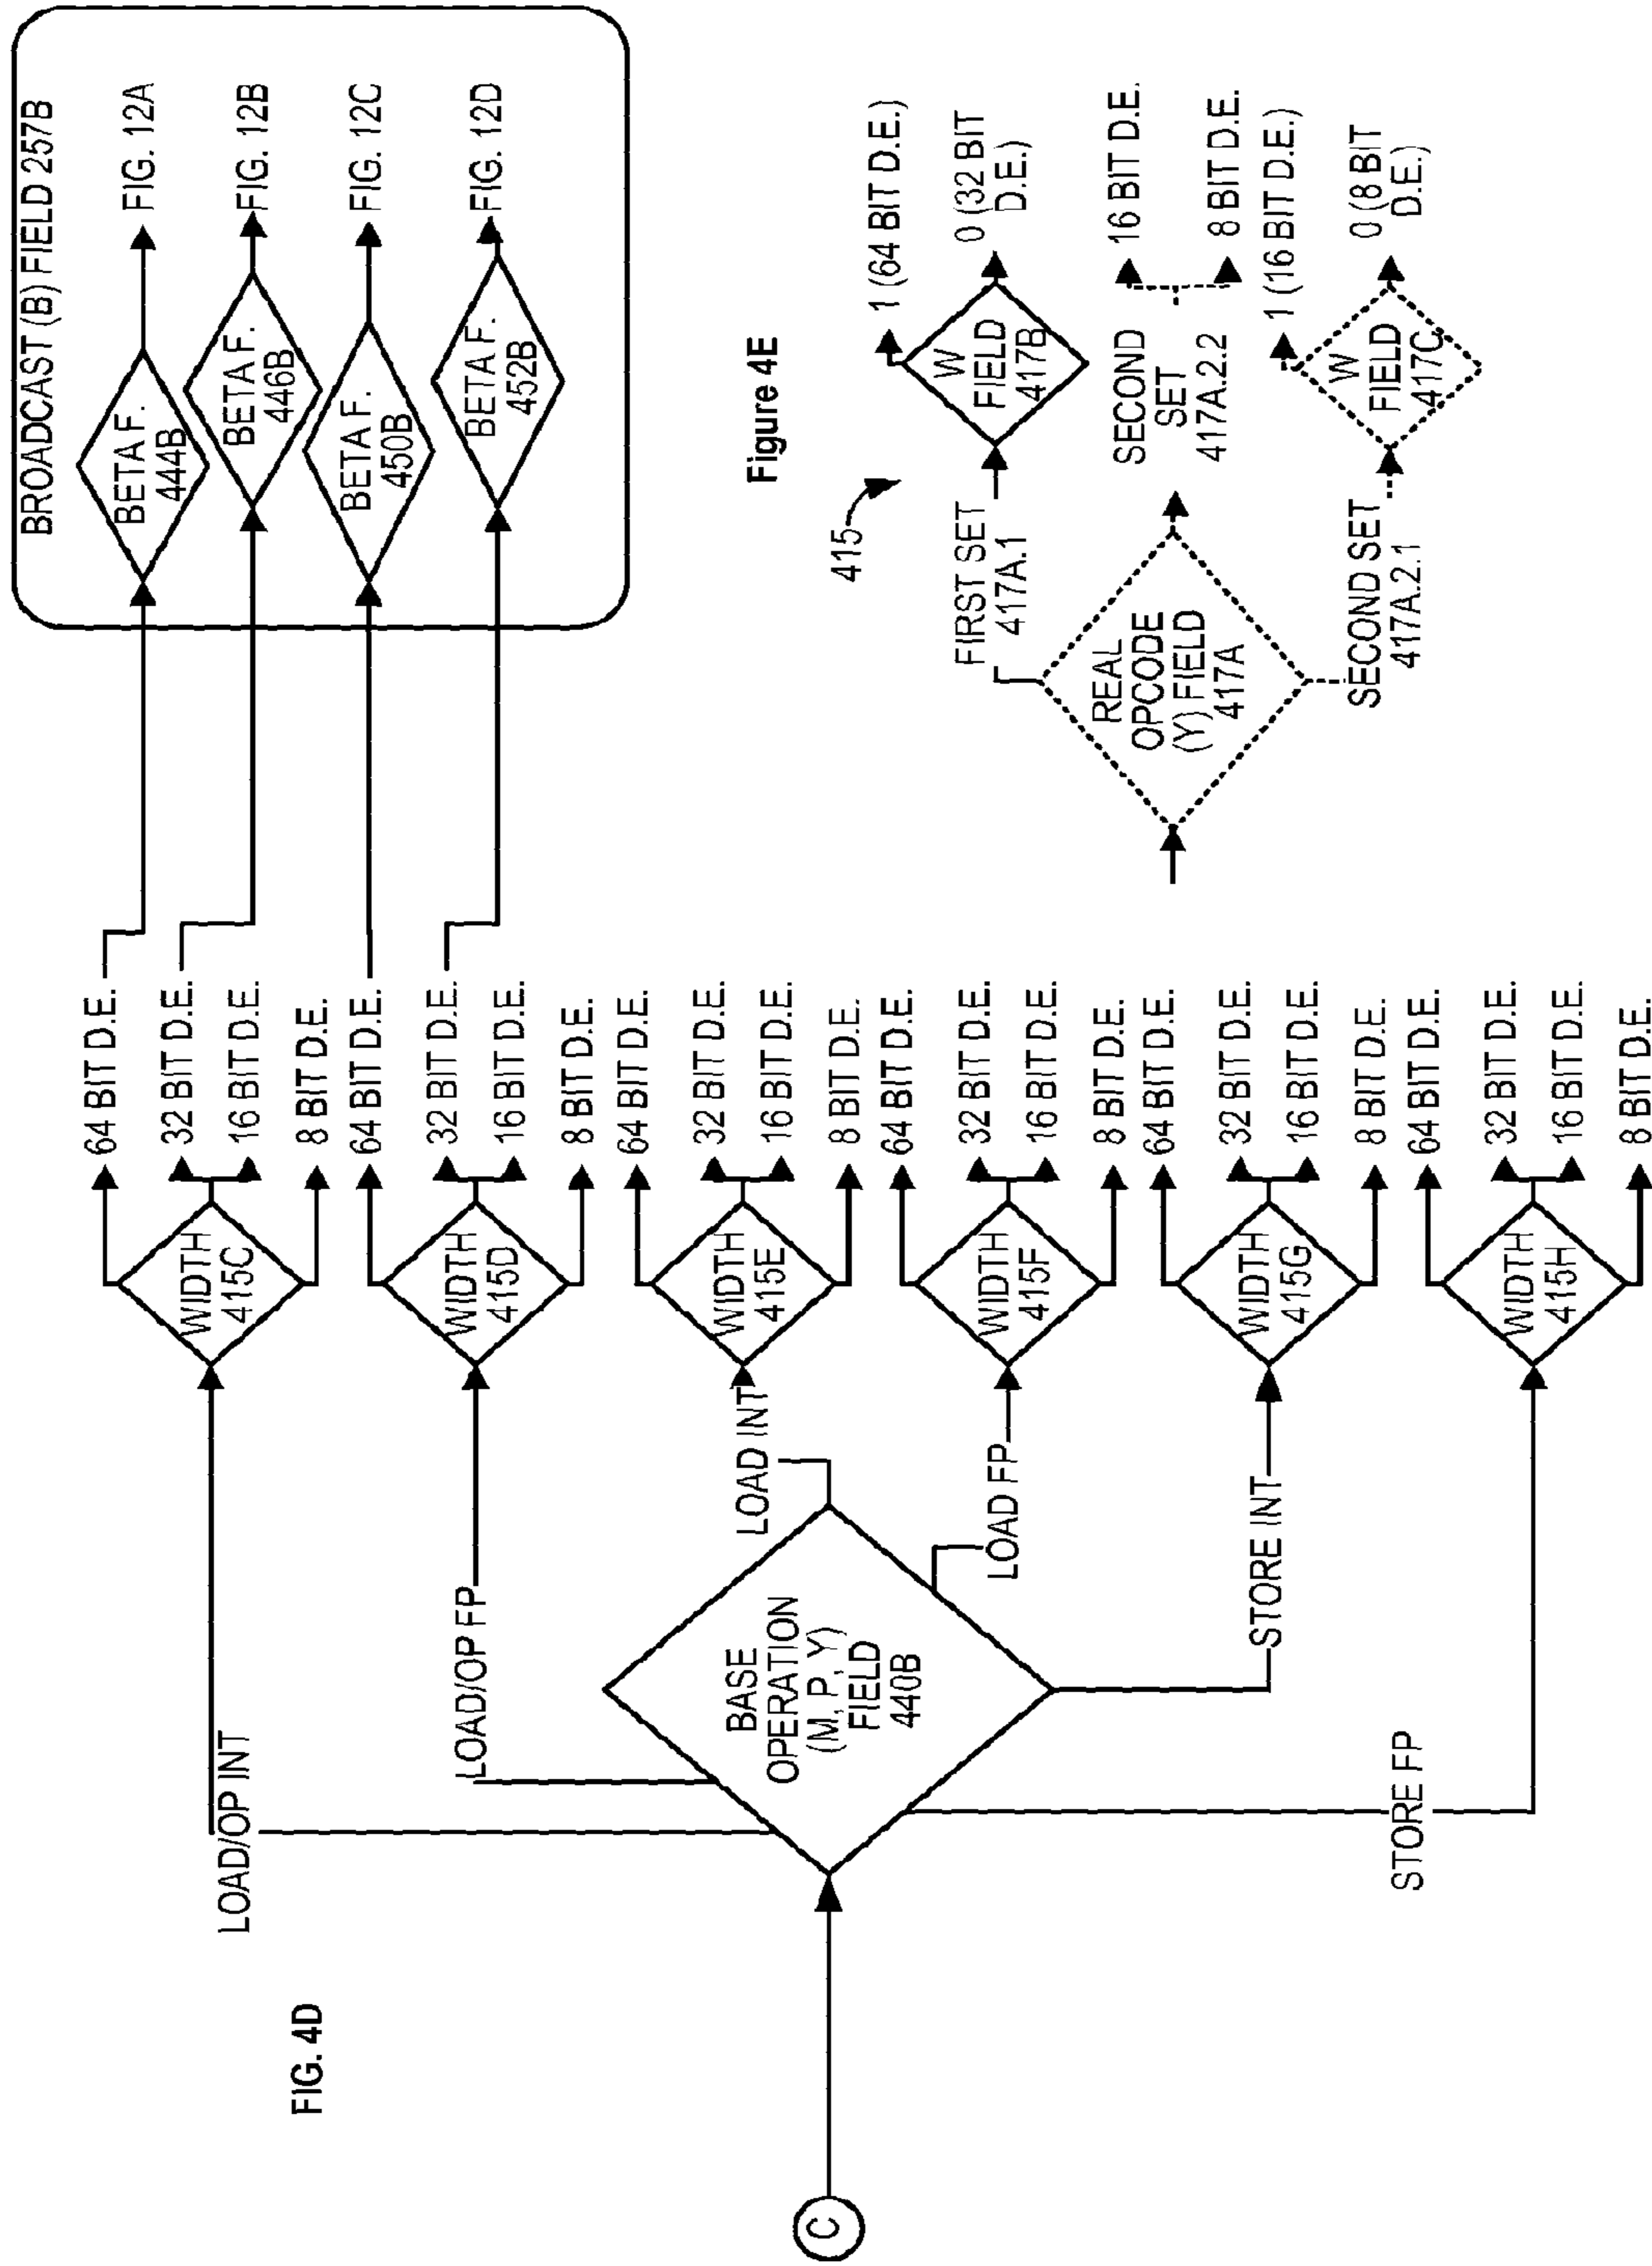 FIG. 4D
C
BASE
OPERATION
(M, P, Y)
FIELD
440B
LOAD/OP INT
LOAD/OP FP
LOAD INT
LOAD FP
STORE INT
STORE FP
WIDTH
415C
64 BIT D.E.
32 BIT D.E.
16 BIT D.E.
8 BIT D.E.
WIDTH
415D
64 BIT D.E.
32 BIT D.E.
16 BIT D.E.
8 BIT D.E.
WIDTH
415E
64 BIT D.E.
32 BIT D.E.
16 BIT D.E.
8 BIT D.E.
WIDTH
415F
64 BIT D.E.
32 BIT D.E.
16 BIT D.E.
8 BIT D.E.
WIDTH
415G
64 BIT D.E.
32 BIT D.E.
16 BIT D.E.
8 BIT D.E.
WIDTH
415H
64 BIT D.E.
32 BIT D.E.
16 BIT D.E.
8 BIT D.E.
BROADCAST (B) FIELD 257B
BETA F.
444B
FIG. 12A
BETA F.
446B
FIG. 12B
BETA F.
450B
FIG. 12C
BETA F.
452B
FIG. 12D
Figure 4E
415
REAL
OPCODE
(Y) FIELD
417A
FIRST SET
417A.1
W
FIELD
417B
1 (64 BIT D.E.)
0 (32 BIT
D.E.)
SECOND
SET
417A.2.2
16 BIT D.E.
8 BIT D.E.
SECOND SET
417A.2.1
W
FIELD
417C
1 (16 BIT D.E.)
0 (8 BIT
D.E.)